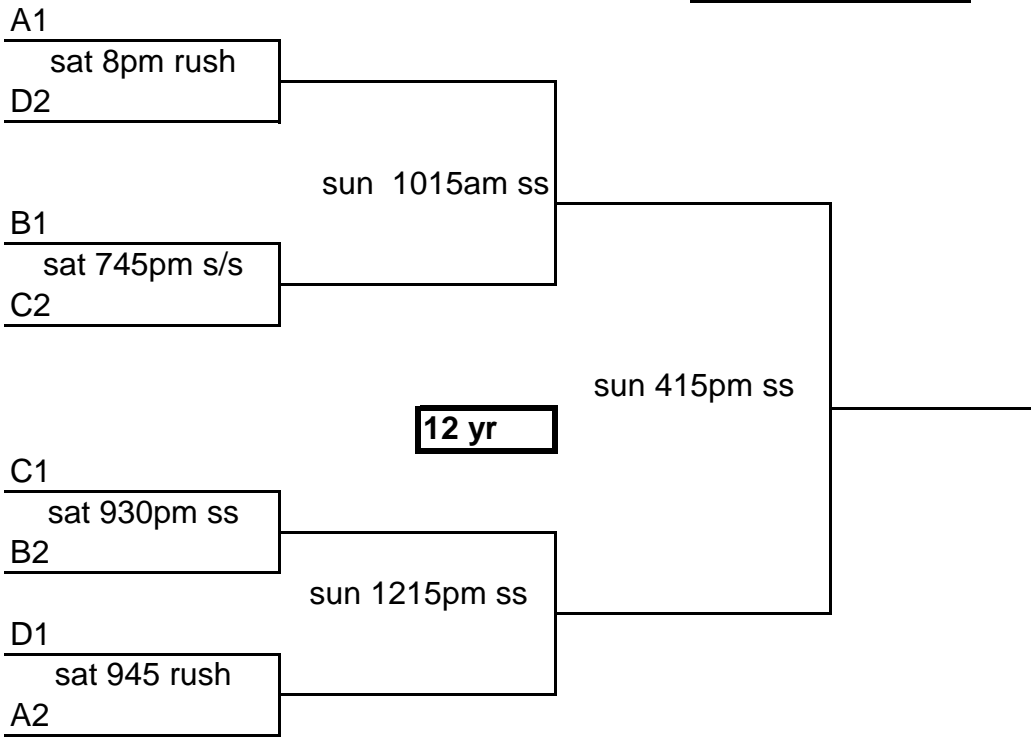 A1
sat 8pm rush
D2
sun  1015am ss
B1
sat 745pm s/s
C2
sun 415pm ss
12 yr
C1
sat 930pm ss
B2
sun 1215pm ss
D1
sat 945 rush
A2